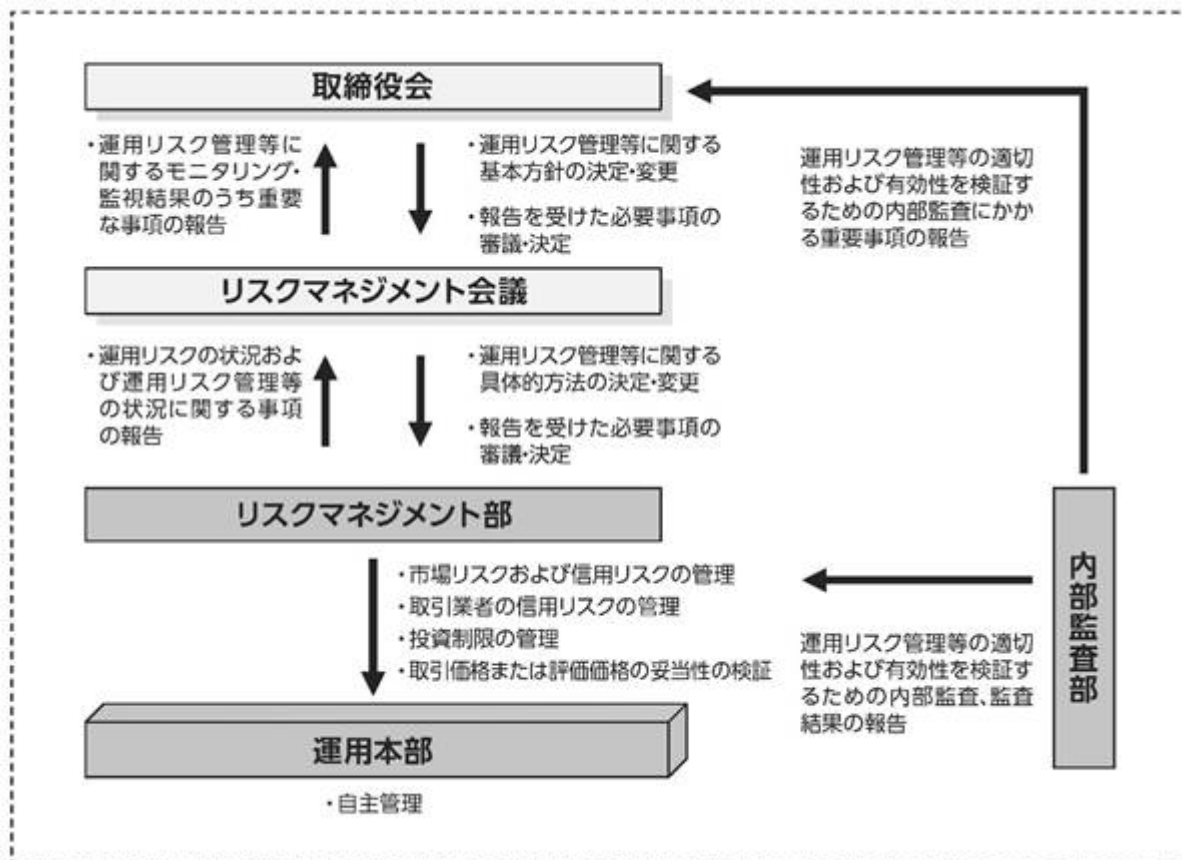 取締役会
・運用リスク管理等に
関するモニタリング・
監視結果のうち重要
な事項の報告
・運用リスク管理等に関する
基本方針の決定・変更
・報告を受けた必要事項の
審議・決定
運用リスク管理等の適切
性および有効性を検証す
るための内部監査にかか
る重要事項の報告
リスクマネジメント会議
・運用リスクの状況およ
び運用リスク管理等
の状況に関する事項
の報告
・運用リスク管理等に関する
具体的方法の決定・変更
・報告を受けた必要事項の
審議・決定
リスクマネジメント部
・市場リスクおよび信用リスクの管理
・取引業者の信用リスクの管理
・投資制限の管理
・取引価格または評価価格の妥当性の検証
内部監査部
運用リスク管理等の適切
性および有効性を検証す
るための内部監査、監査
結果の報告
運用本部
・自主管理